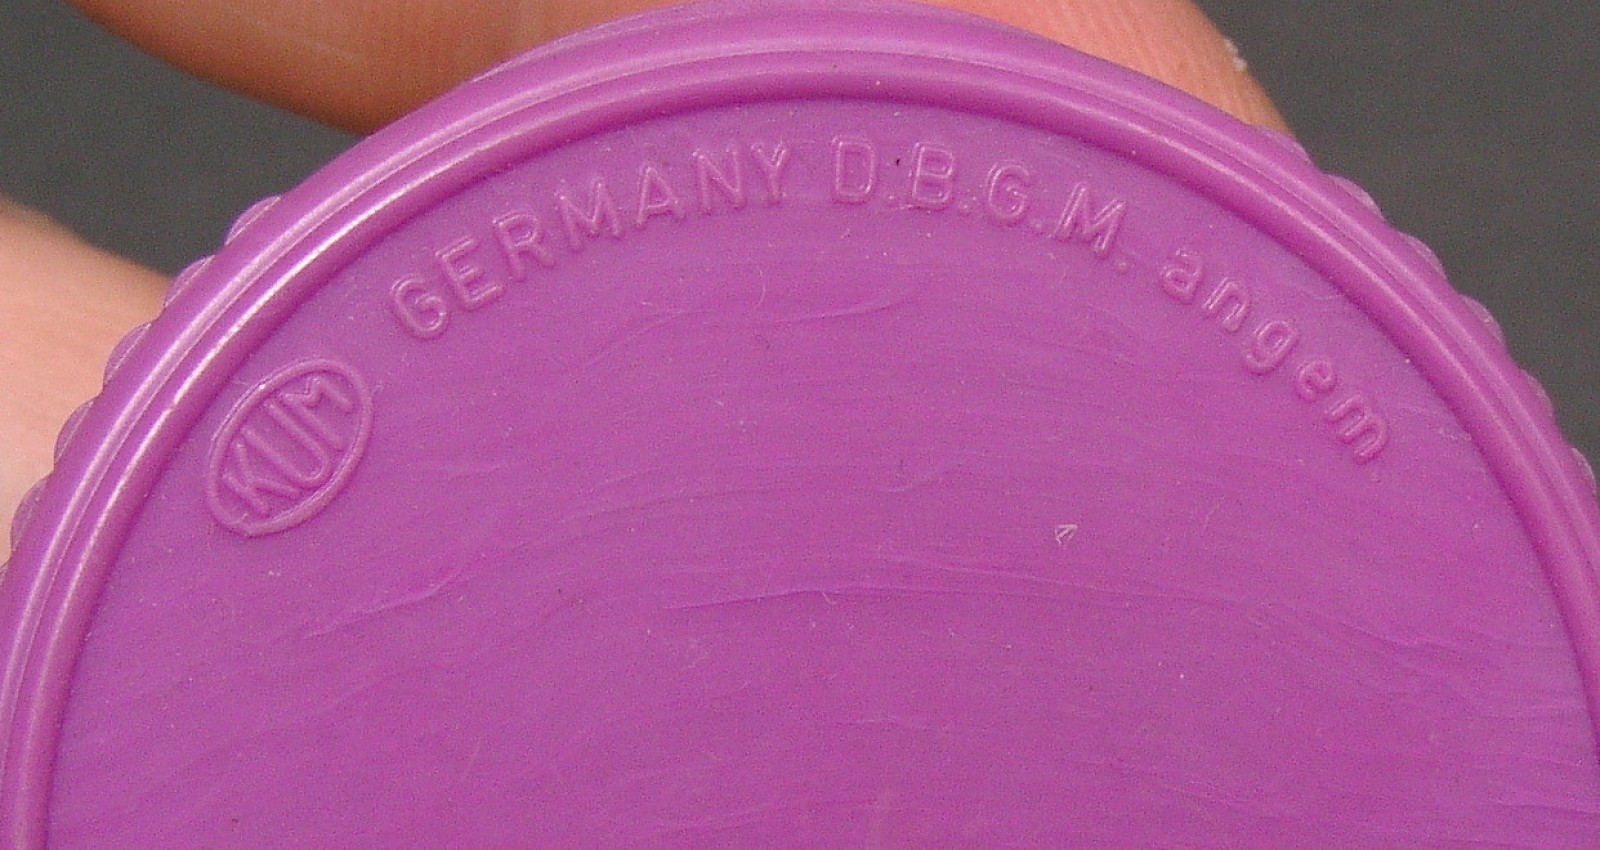 KUM GERMANY D.B.G.M. angem.